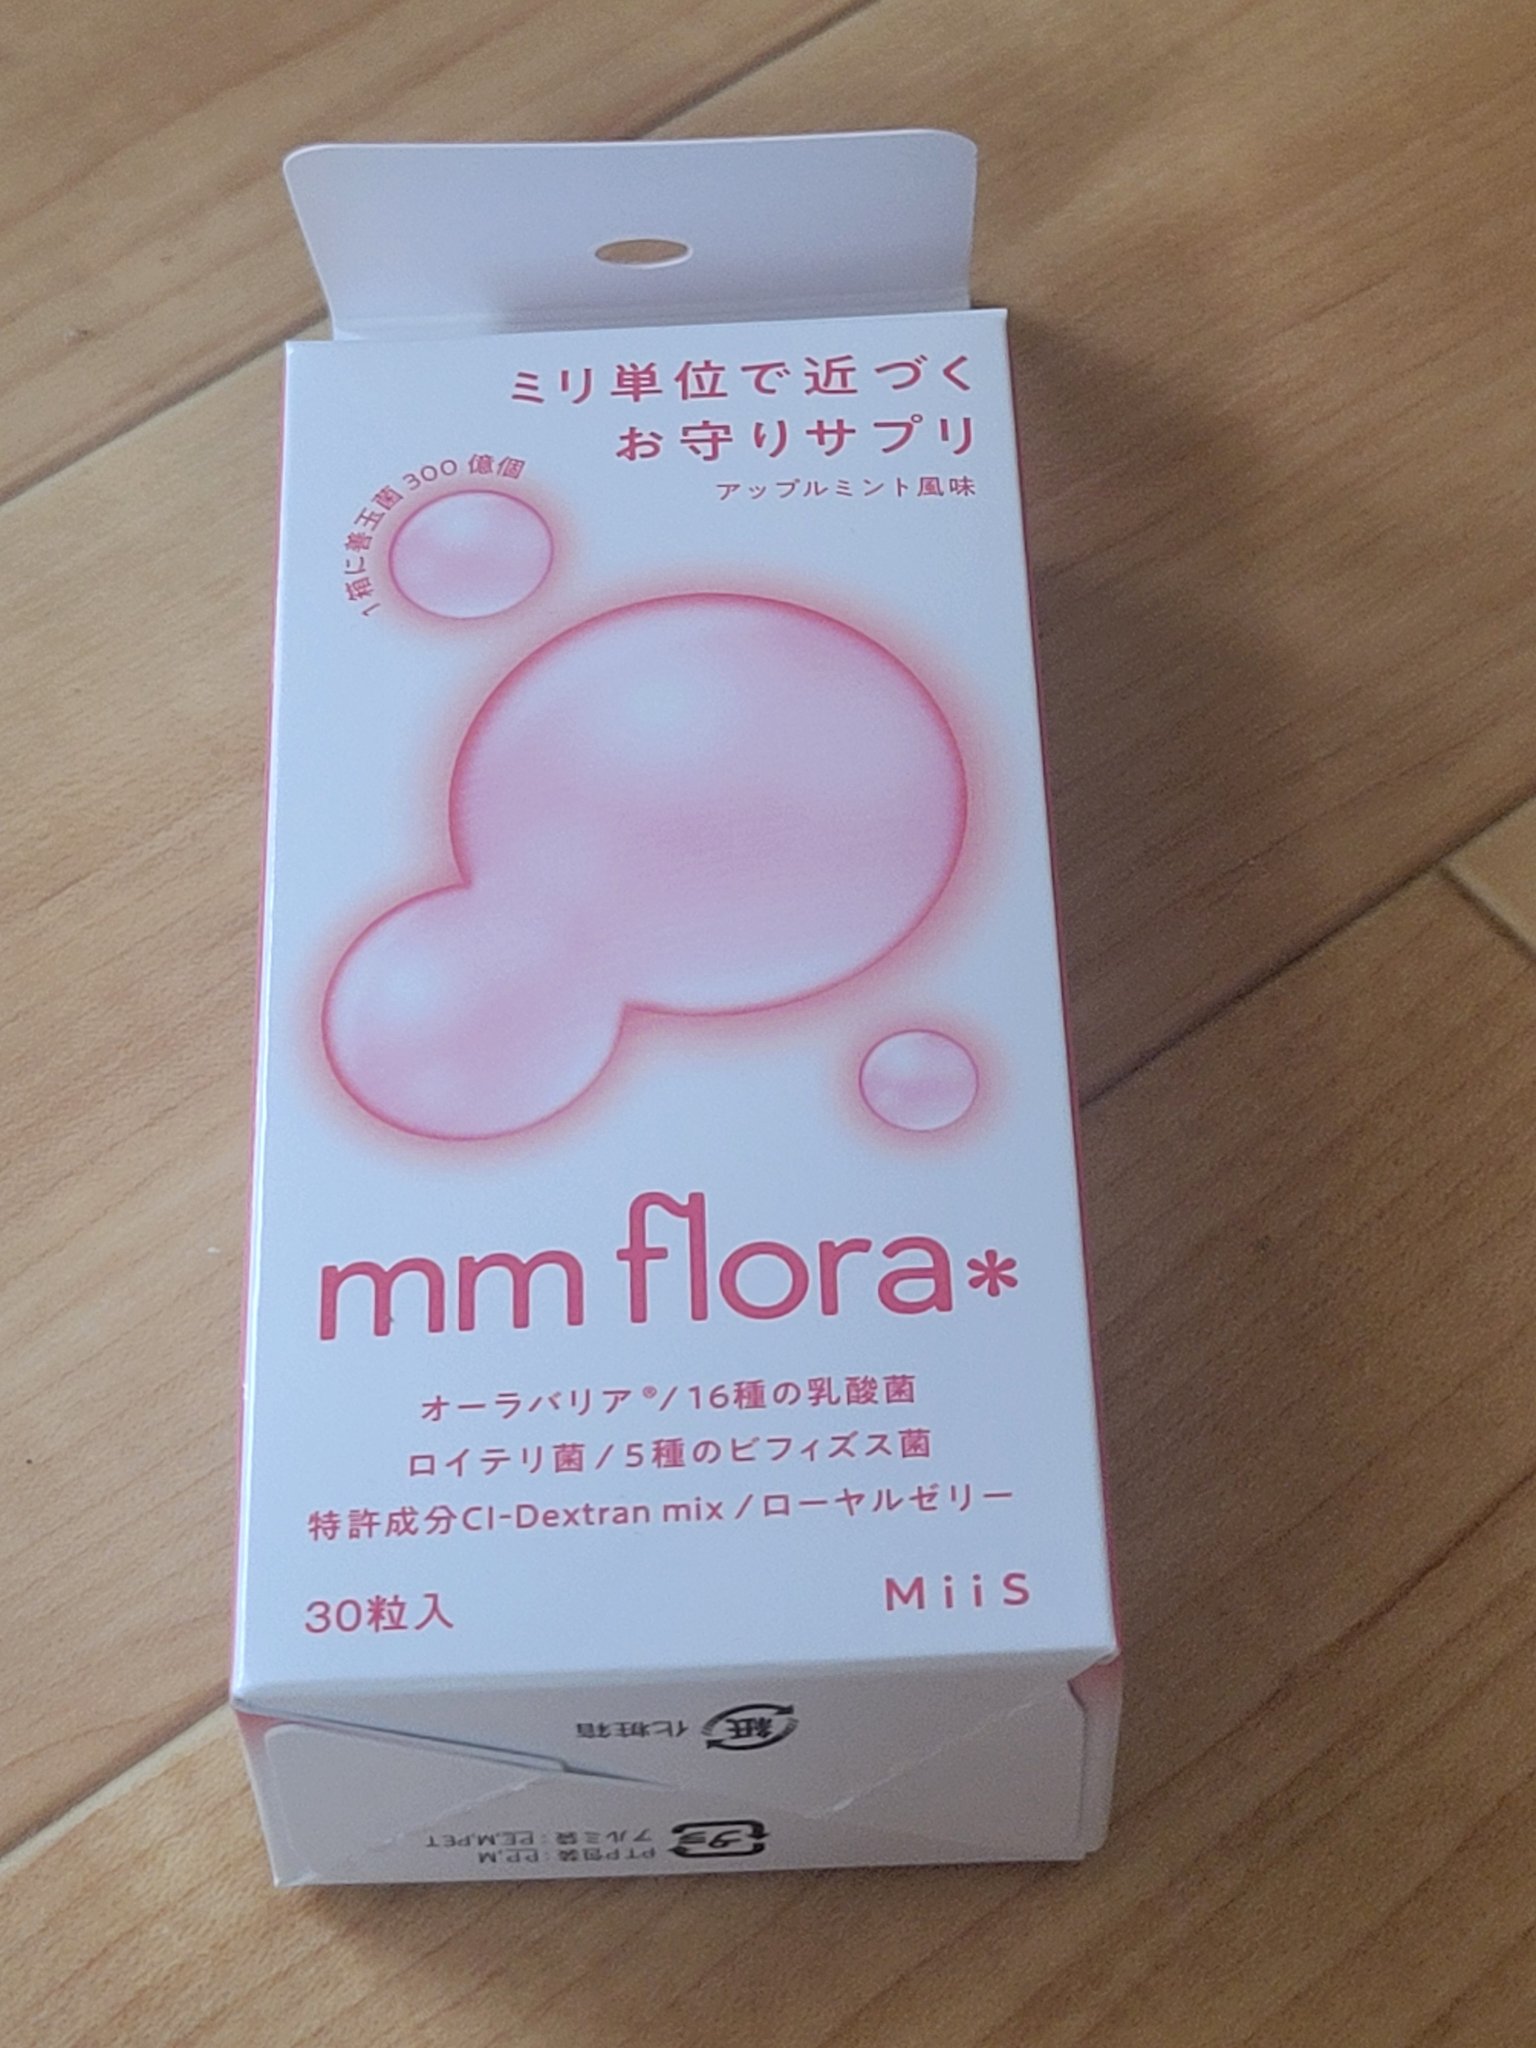 ミリ単位で近づく
お守りサプリ
アップルミント風味
1箱に善玉菌300億個
mm flora*
オーラバリア®/16種の乳酸菌
ロイテリ菌/5種のビフィズス菌
特許成分CI-Dextran mix/ローヤルゼリー
30粒入
MiiS
紙 化粧箱
プラ
PTP包装:PP,M
アルミ袋:PE,M,PET